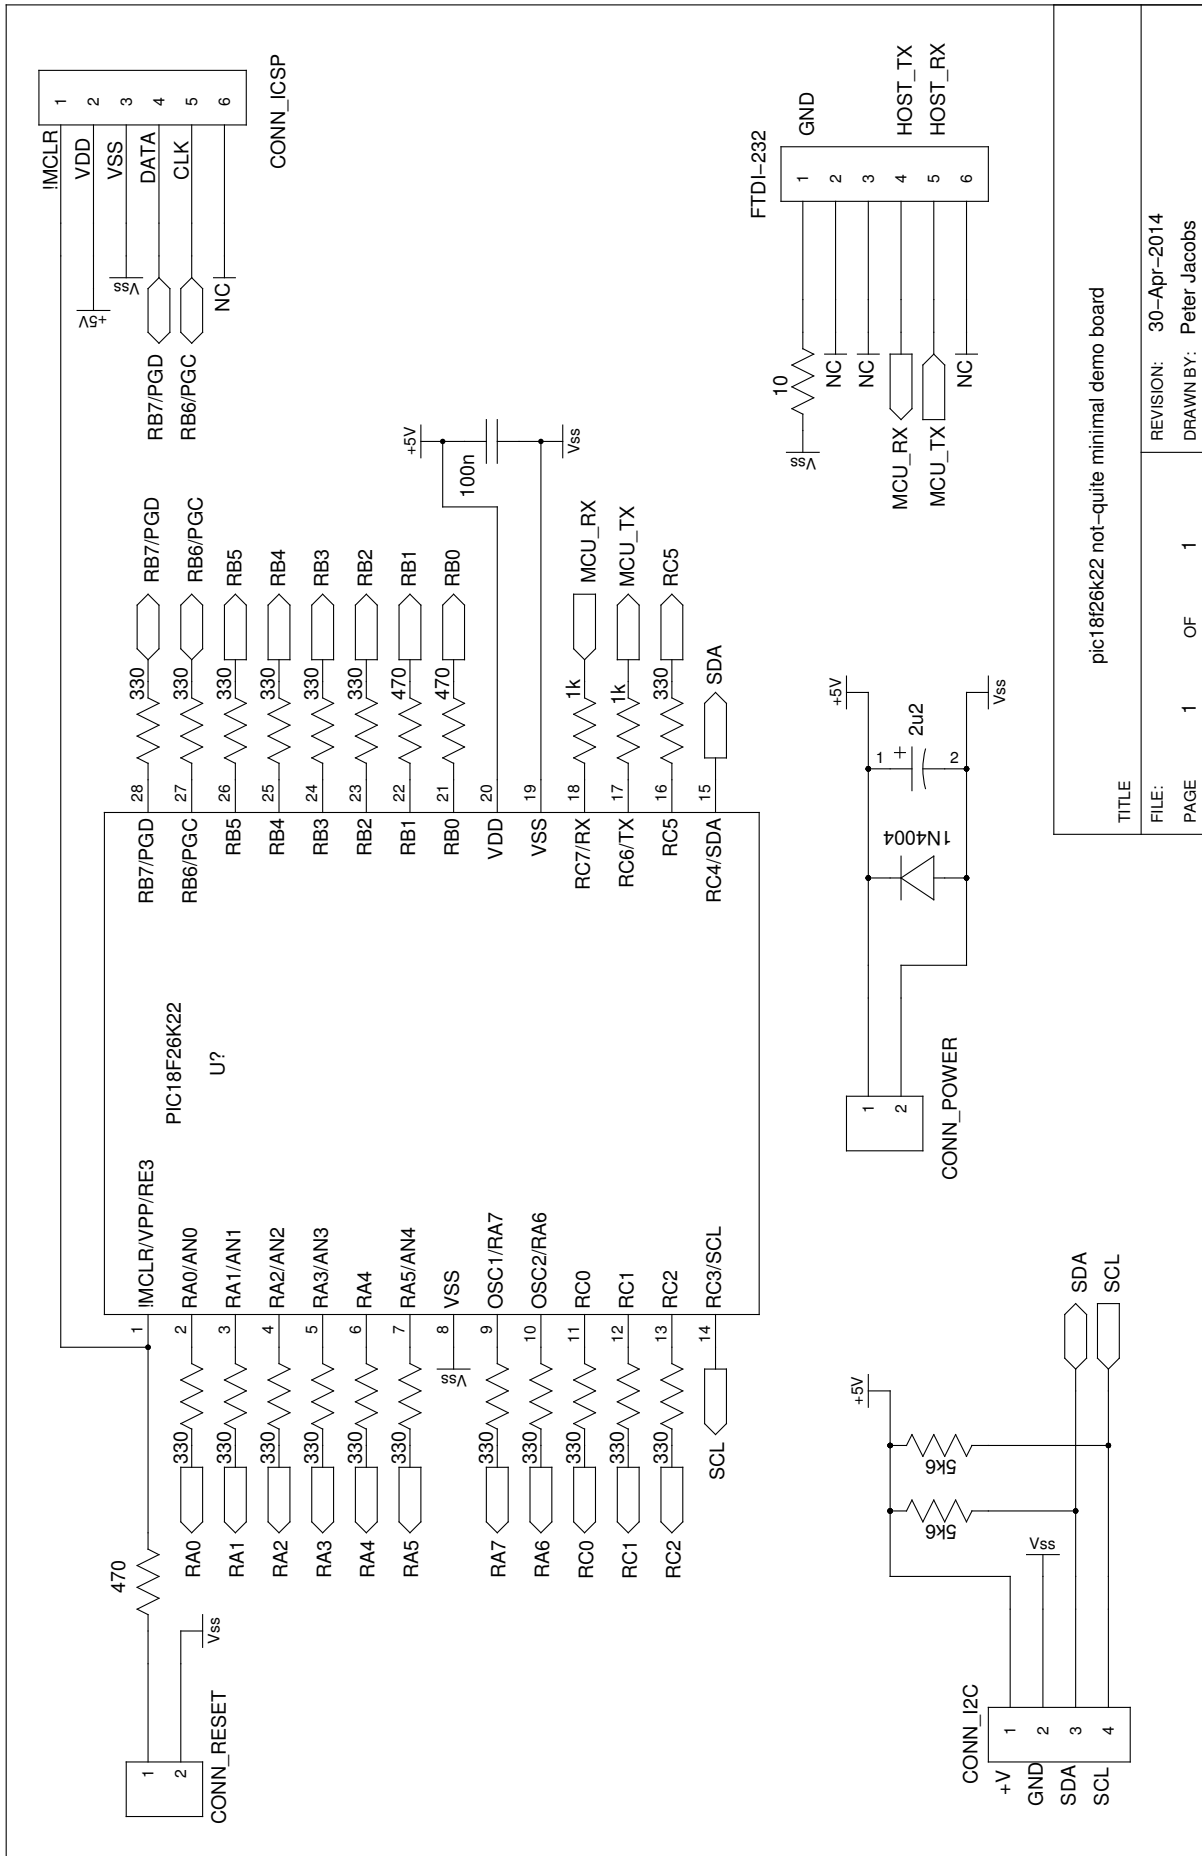 CONN_RESET
1
2
Vss
470
!MCLR
VDD
VSS
DATA
CLK
1
2
3
4
5
6
CONN_ICSP
+5V
Vss
RB7/PGD
RB6/PGC
NC
PIC18F26K22
U?
1 !MCLR/VPP/RE3
RA0 330 2 RA0/AN0
RA1 330 3 RA1/AN1
RA2 330 4 RA2/AN2
RA3 330 5 RA3/AN3
RA4 330 6 RA4
RA5 330 7 RA5/AN4
Vss 8 VSS
RA7 330 9 OSC1/RA7
RA6 330 10 OSC2/RA6
RC0 330 11 RC0
RC1 330 12 RC1
RC2 330 13 RC2
SCL 14 RC3/SCL
RB7/PGD 28 330 RB7/PGD
RB6/PGC 27 330 RB6/PGC
RB5 26 330 RB5
RB4 25 330 RB4
RB3 24 330 RB3
RB2 23 330 RB2
RB1 22 470 RB1
RB0 21 470 RB0
VDD 20
VSS 19
RC7/RX 18 1k MCU_RX
RC6/TX 17 1k MCU_TX
RC5 16 330 RC5
RC4/SDA 15 SDA
+5V
100n
Vss
FTDI-232
1 GND
2
3
4 HOST_TX
5 HOST_RX
6
Vss
10
NC
NC
MCU_RX
MCU_TX
NC
CONN_I2C
+V 1
GND 2
SDA 3
SCL 4
Vss
5k6
5k6
+5V
SDA
SCL
1
2
CONN_POWER
1N4004
1
+
2
2u2
+5V
Vss
TITLE
pic18f26k22 not-quite minimal demo board
FILE:
REVISION: 30-Apr-2014
PAGE 1 OF 1
DRAWN BY: Peter Jacobs